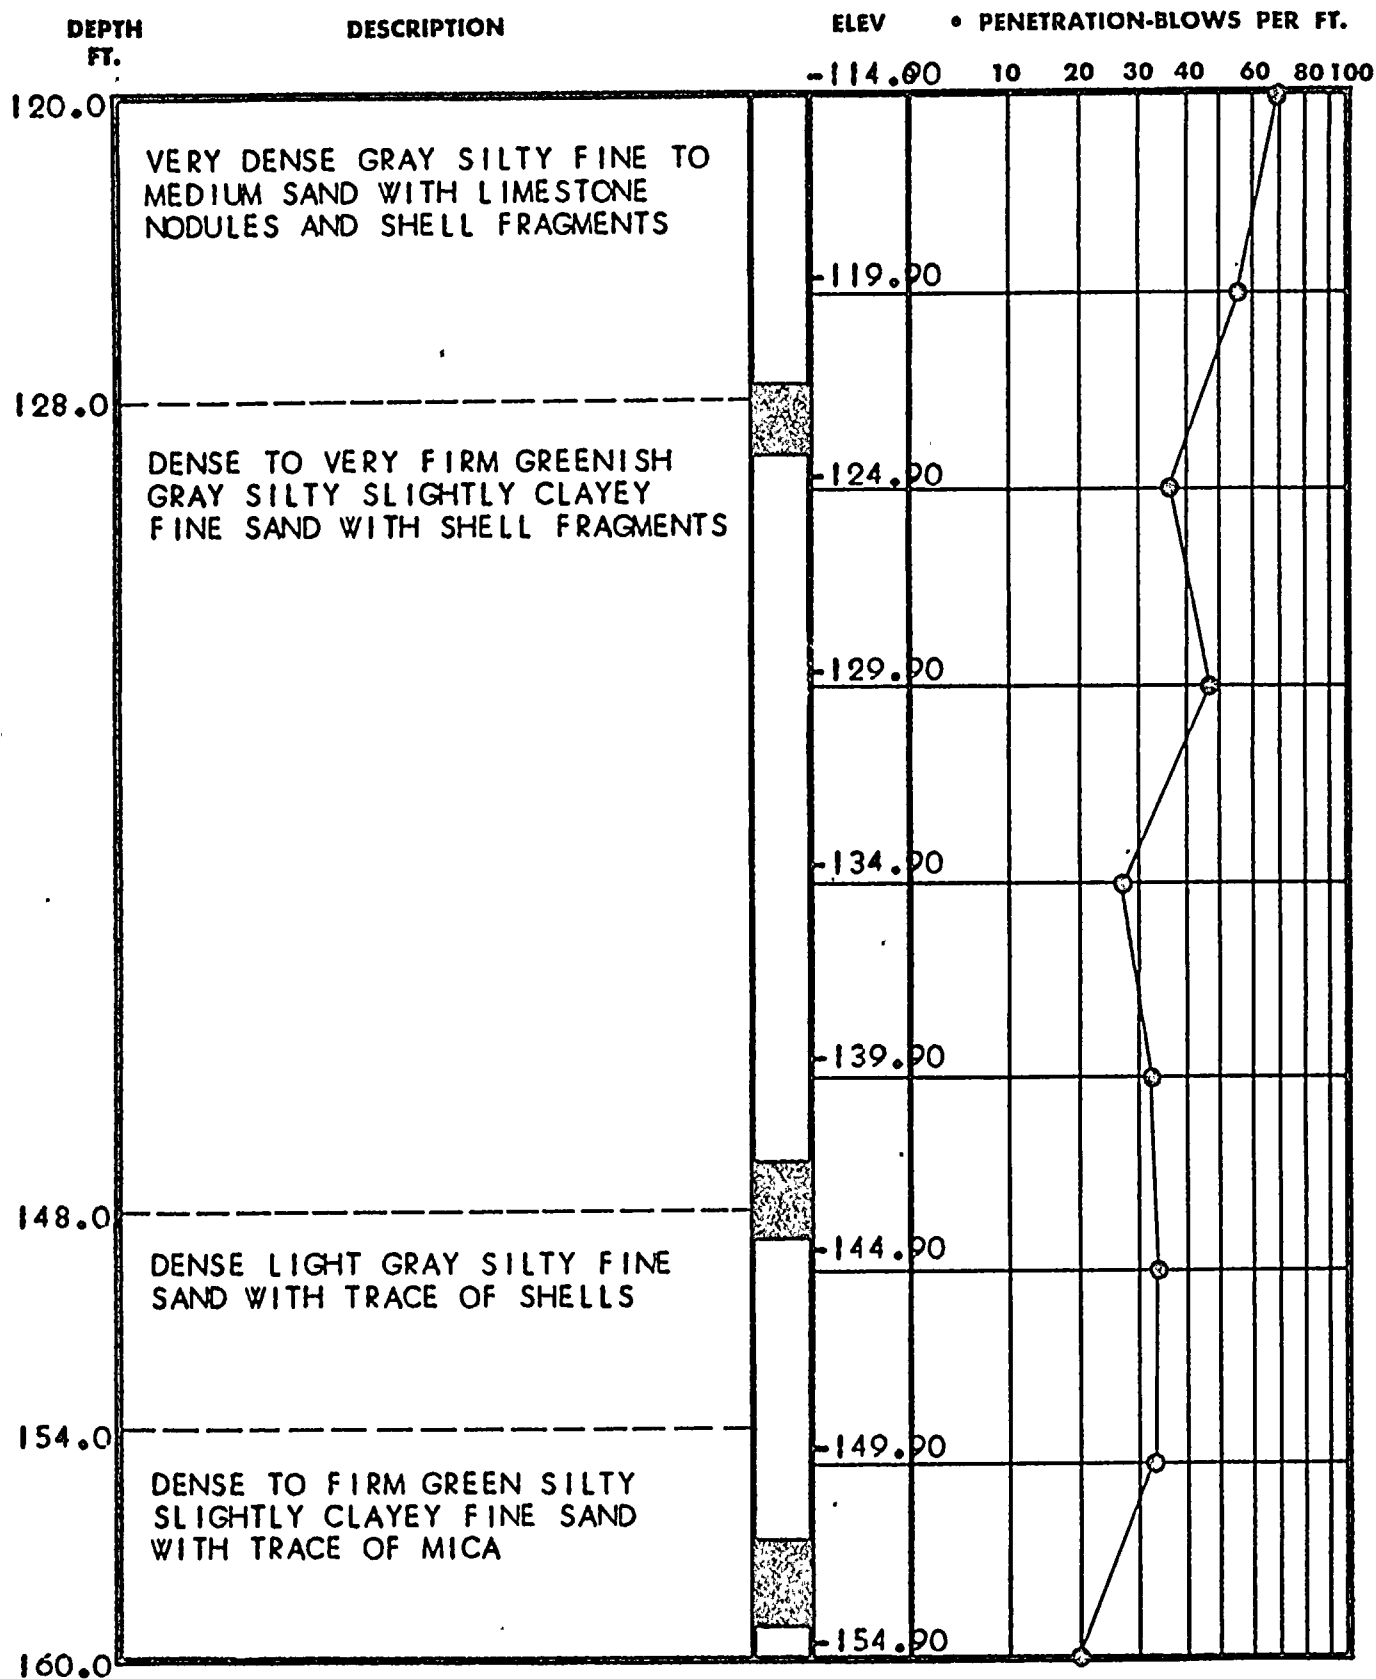 DEPTH FT.
DESCRIPTION
ELEV
• PENETRATION-BLOWS PER FT.
-114.90
0 10 20 30 40 60 80 100
120.0
VERY DENSE GRAY SILTY FINE TO
MEDIUM SAND WITH LIMESTONE
NODULES AND SHELL FRAGMENTS
-119.90
128.0
DENSE TO VERY FIRM GREENISH
GRAY SILTY SLIGHTLY CLAYEY
FINE SAND WITH SHELL FRAGMENTS
-124.90
-129.90
-134.90
-139.90
148.0
-144.90
DENSE LIGHT GRAY SILTY FINE
SAND WITH TRACE OF SHELLS
154.0
-149.90
DENSE TO FIRM GREEN SILTY
SLIGHTLY CLAYEY FINE SAND
WITH TRACE OF MICA
-154.90
160.0